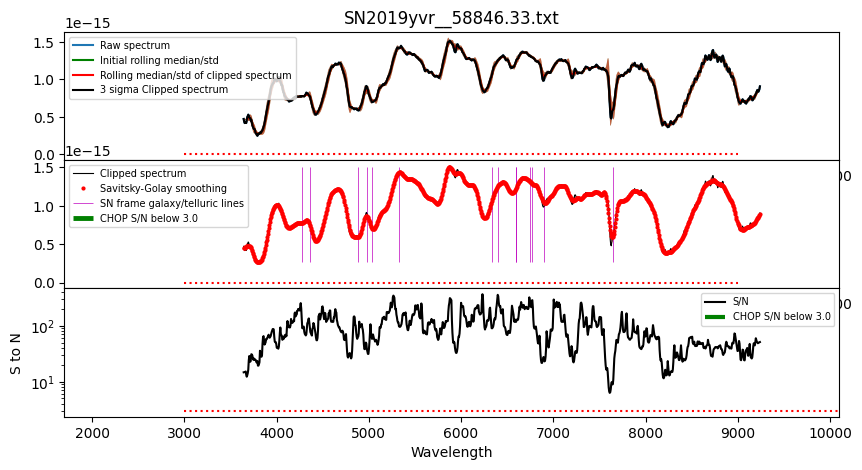 SN2019yvr__58846.33.txt
1e−15
1.5
1.0
0.5
0.0
Raw spectrum
Initial rolling median/std
Rolling median/std of clipped spectrum
3 sigma Clipped spectrum
1e−15
1.5
1.0
0.5
0.0
Clipped spectrum
Savitsky-Golay smoothing
SN frame galaxy/telluric lines
CHOP S/N below 3.0
00
S to N
10²
10¹
S/N
CHOP S/N below 3.0
00
2000 3000 4000 5000 6000 7000 8000 9000 10000
Wavelength